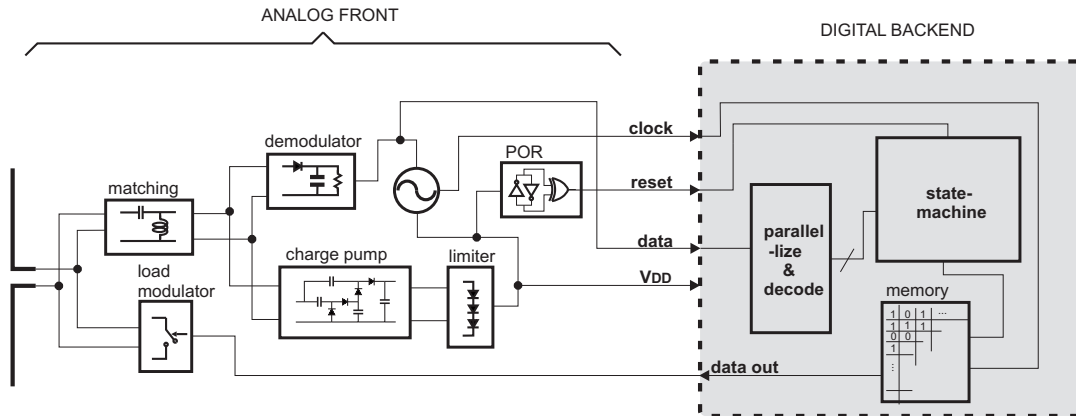 ANALOG FRONT
DIGITAL BACKEND
clock
demodulator
POR
matching
reset
state-
machine
parallel
-lize
&
decode
data
load
modulator
charge pump
limiter
VDD
memory
1 0 1 ...
1 1 1
0 0
1
:
data out